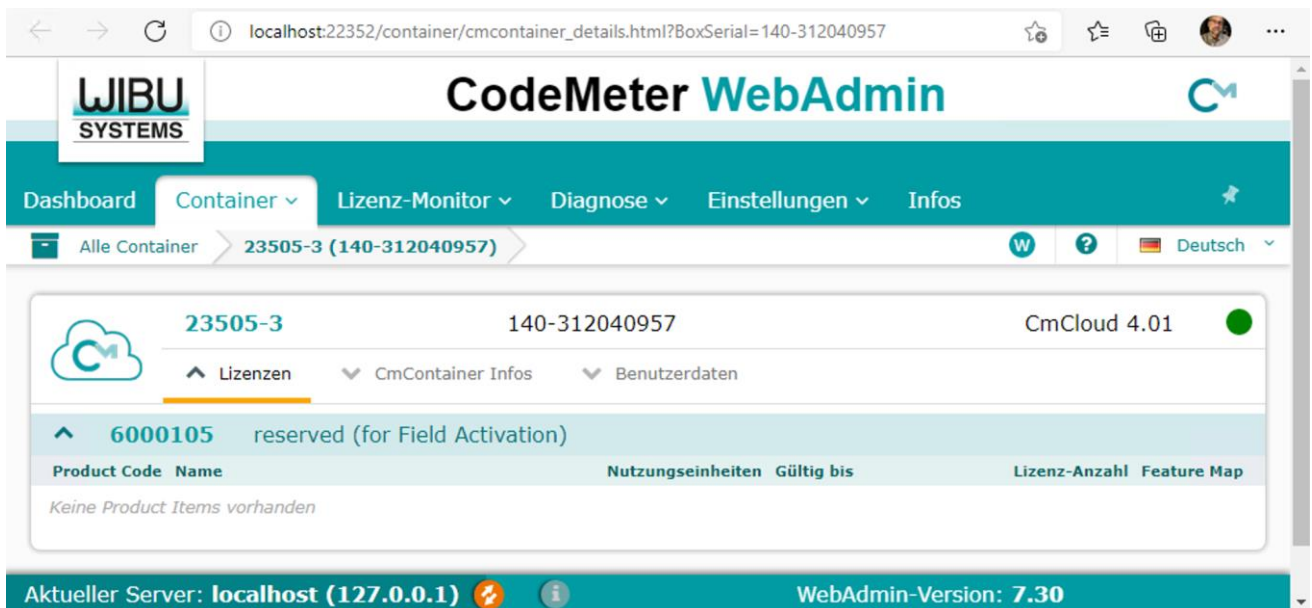 localhost:22352/container/cmcontainer_details.html?BoxSerial=140-312040957
WIBU
SYSTEMS
CodeMeter WebAdmin
CM
Dashboard Container Lizenz-Monitor Diagnose Einstellungen Infos
Alle Container 23505-3 (140-312040957) W ? Deutsch
CM
23505-3 140-312040957 CmCloud 4.01
Lizenzen CmContainer Infos Benutzerdaten
6000105 reserved (for Field Activation)
Product Code Name Nutzungseinheiten Gültig bis Lizenz-Anzahl Feature Map
Keine Product Items vorhanden
Aktueller Server: localhost (127.0.0.1) WebAdmin-Version: 7.30